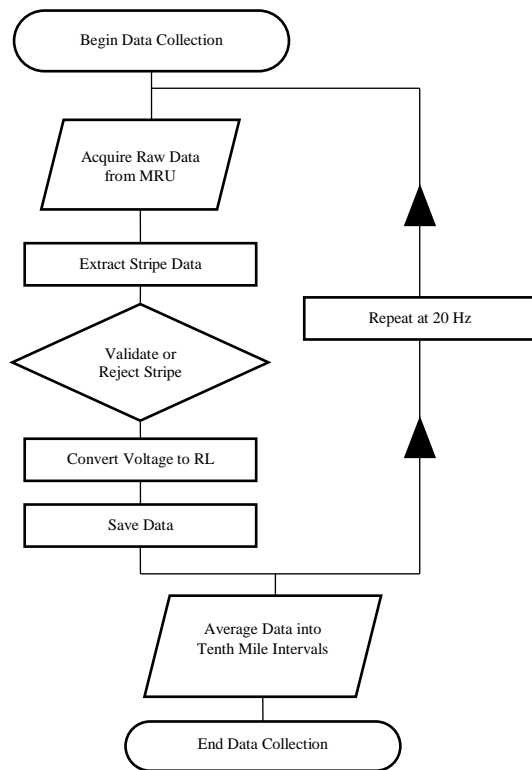 Begin Data Collection
Acquire Raw Data
from MRU
Extract Stripe Data
Repeat at 20 Hz
Validate or
Reject Stripe
Convert Voltage to RL
Save Data
Average Data into
Tenth Mile Intervals
End Data Collection